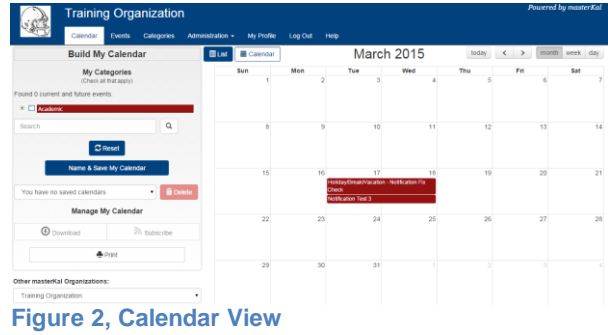 Training Organization
Powered by masterKal
Calendar Events Categories Administration My Profile Log Out Help
Build My Calendar
My Categories
(Check all that apply)
Found 0 current and future events.
Academic
Search
Reset
Name & Save My Calendar
You have no saved calendars Delete
Manage My Calendar
Download Subscribe
Print
Other masterKal Organizations:
Training Organization
List Calendar March 2015 today < > month week day
Sun Mon Tue Wed Thu Fri Sat
1 2 3 4 5 6 7
8 9 10 11 12 13 14
15 16 17 18 19 20 21
Holiday/Break/Vacation - Notification Fix Check
Notification Test 3
22 23 24 25 26 27 28
29 30 31 1 2 3 4
Figure 2, Calendar View